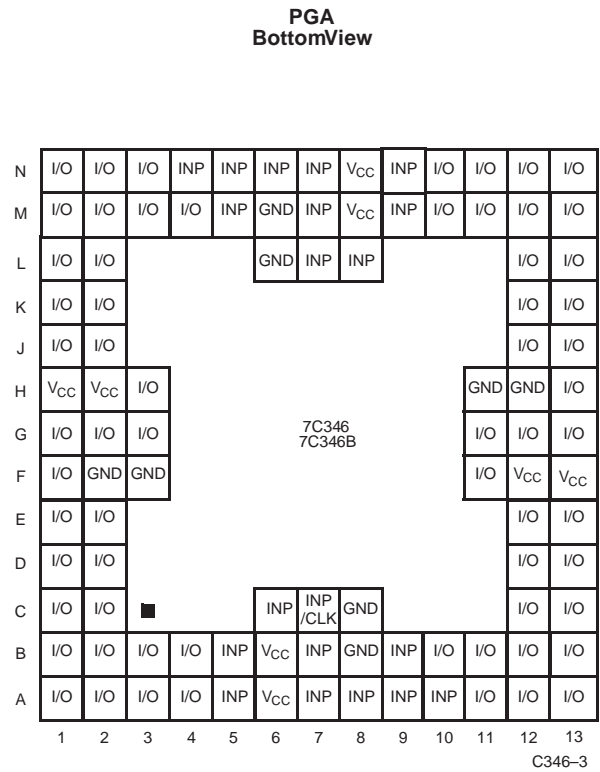 PGA
BottomView
N I/O I/O I/O INP INP INP INP VCC INP I/O I/O I/O I/O
M I/O I/O I/O I/O INP GND INP VCC INP I/O I/O I/O I/O
L I/O I/O GND INP INP I/O I/O
K I/O I/O I/O I/O
J I/O I/O I/O I/O
H VCC VCC I/O GND GND I/O
7C346
G I/O I/O I/O I/O I/O I/O
7C346B
F I/O GND GND I/O VCC VCC
E I/O I/O I/O I/O
D I/O I/O I/O I/O
C I/O I/O INP INP /CLK GND I/O I/O
B I/O I/O I/O I/O INP VCC INP GND INP I/O I/O I/O I/O
A I/O I/O I/O I/O INP VCC INP INP INP INP I/O I/O I/O
1 2 3 4 5 6 7 8 9 10 11 12 13
C346–3